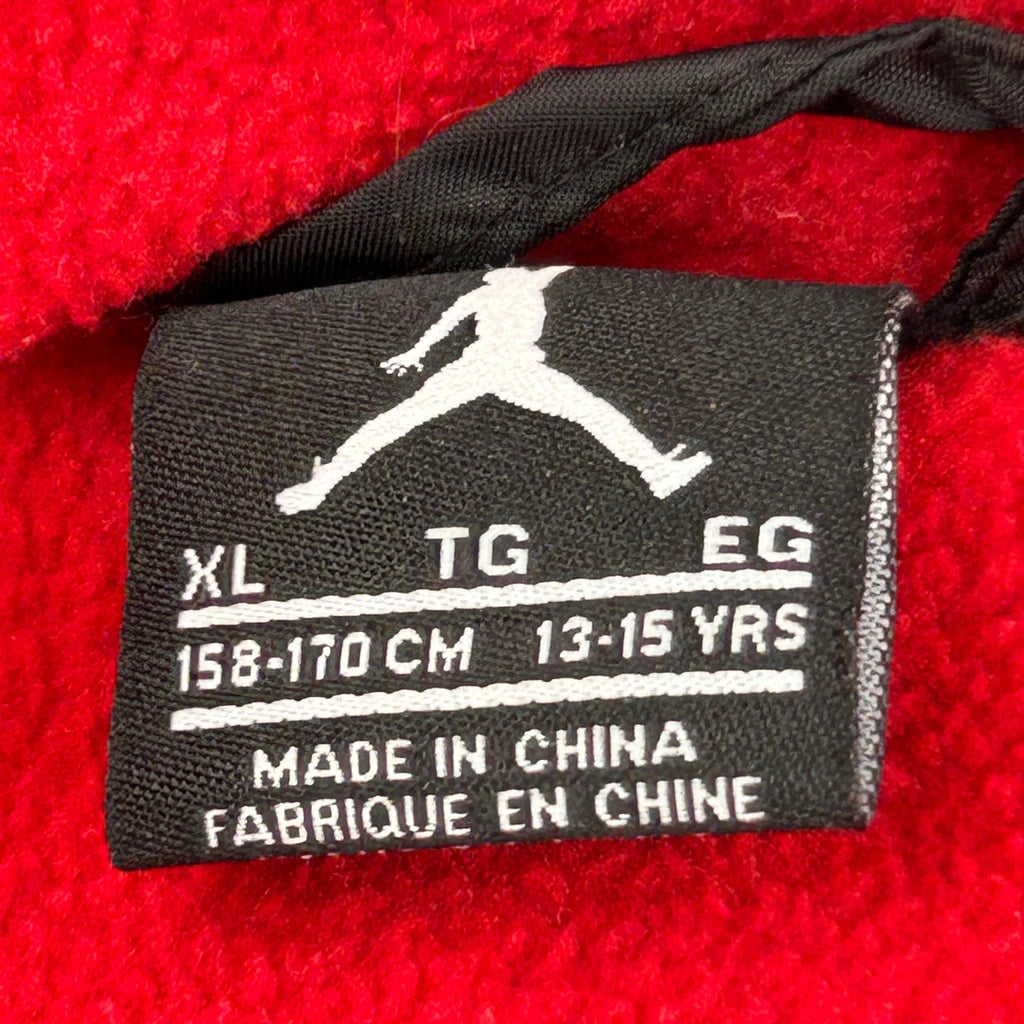 XL TG EG
158-170 CM 13-15 YRS
MADE IN CHINA
FABRIQUE EN CHINE